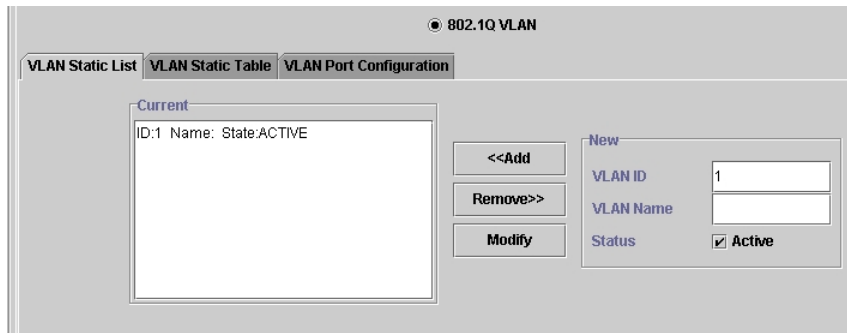 802.1Q VLAN
VLAN Static List VLAN Static Table VLAN Port Configuration
Current
ID:1 Name: State:ACTIVE
<<Add
Remove>>
Modify
New
VLAN ID 1
VLAN Name
Status Active